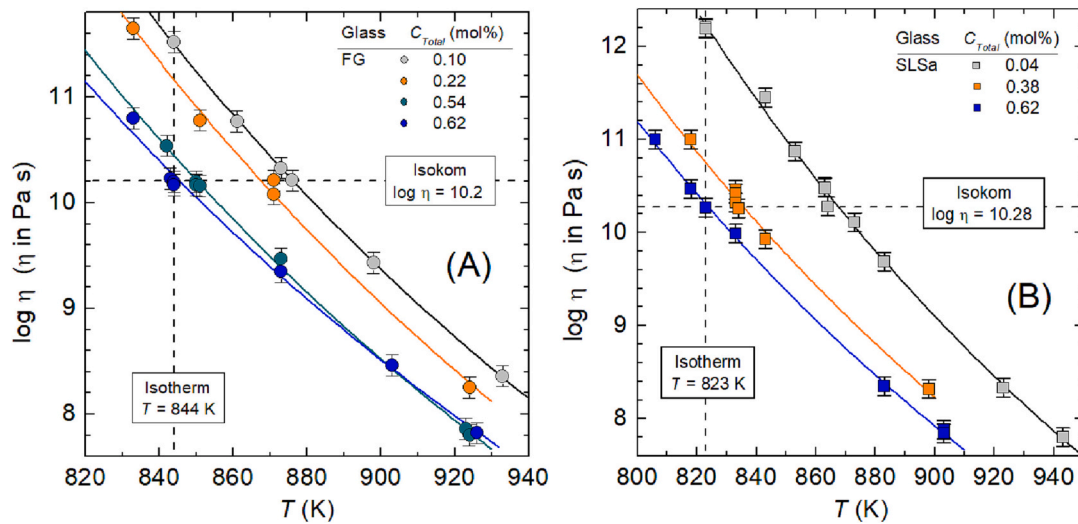 Glass C_Total (mol%)
FG 0.10
0.22
0.54
0.62
Isokom
log η = 10.2
(A)
Isotherm
T = 844 K
11
10
9
8
log η (η in Pa s)
820 840 860 880 900 920 940
T (K)
Glass C_Total (mol%)
SLSa 0.04
0.38
0.62
Isokom
log η = 10.28
(B)
Isotherm
T = 823 K
12
11
10
9
8
log η (η in Pa s)
800 820 840 860 880 900 920 940
T (K)